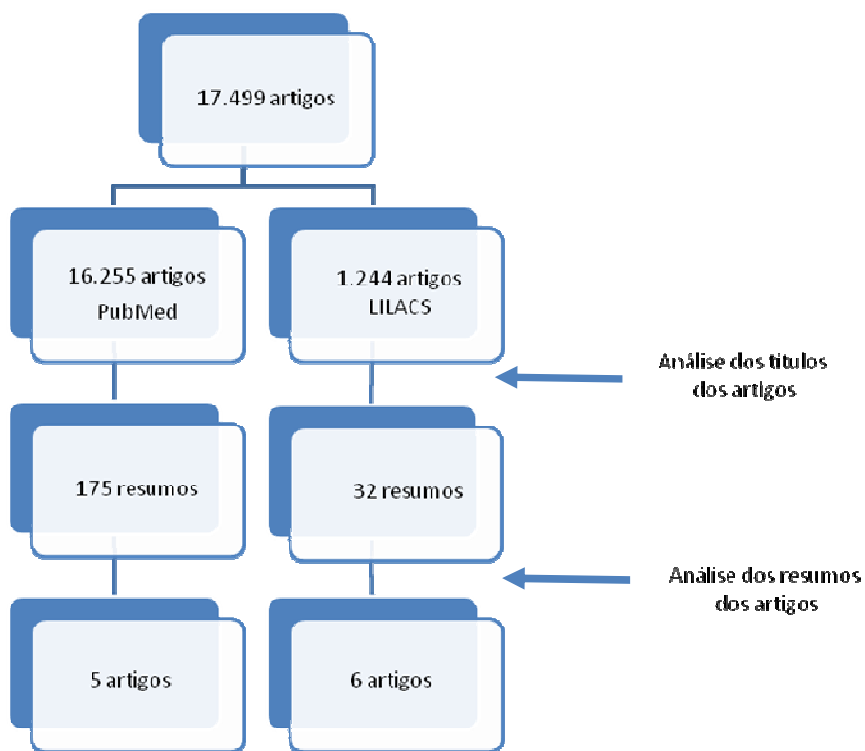 17.499 artigos
16.255 artigos
PubMed
1.244 artigos
LILACS
Análise dos titulos
dos artigos
175 resumos
32 resumos
Análise dos resumos
dos artigos
5 artigos
6 artigos